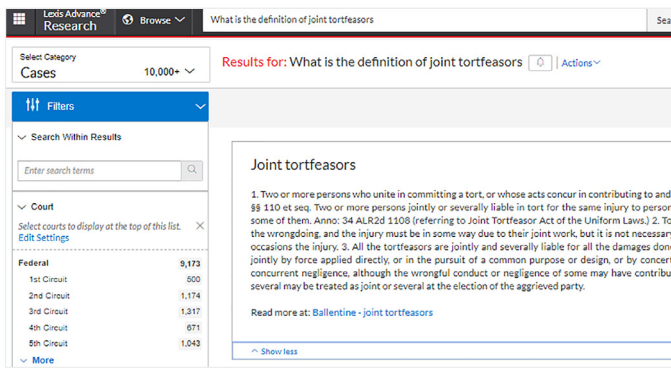 Lexis Advance®
Research
Browse
What is the definition of joint tortfeasors
Sea
Select Category
Cases
10,000+
Results for: What is the definition of joint tortfeasors
Actions
Filters
Search Within Results
Enter search terms
Court
Select courts to display at the top of this list.
Edit Settings
Federal 9,173
1st Circuit 500
2nd Circuit 1,174
3rd Circuit 1,317
4th Circuit 671
5th Circuit 1,043
More
Joint tortfeasors
1. Two or more persons who unite in committing a tort, or whose acts concur in contributing to and
§§ 110 et seq. Two or more persons jointly or severally liable in tort for the same injury to person
some of them. Anno: 34 ALR2d 1108 (referring to Joint Tortfeasor Act of the Uniform Laws.) 2. To
the wrongdoing, and the injury must be in some way due to their joint work, but it is not necessary
occasions the injury. 3. All the tortfeasors are jointly and severally liable for all the damages done
jointly by force applied directly, or in the pursuit of a common purpose or design, or by concert
concurrent negligence, although the wrongful conduct or negligence of some may have contribu
several may be treated as joint or several at the election of the aggrieved party.
Read more at: Ballentine - joint tortfeasors
Show less